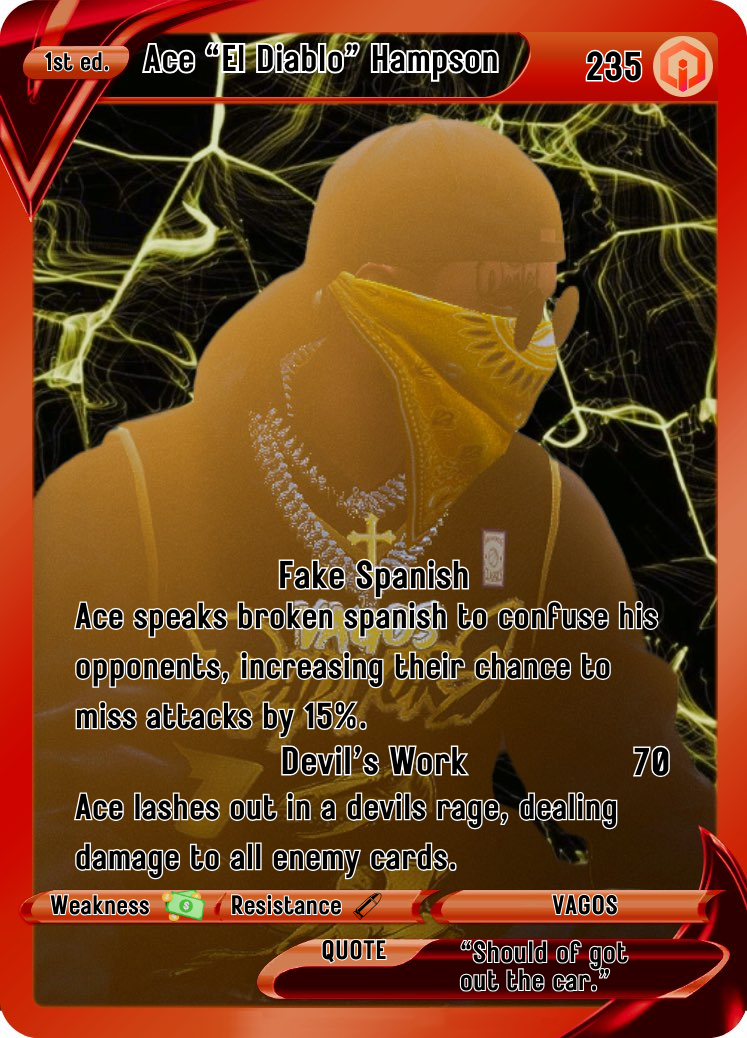 1st ed.
Ace “El Diablo” Hampson
235
Fake Spanish
Ace speaks broken spanish to confuse his
VAGOS
opponents, increasing their chance to
miss attacks by 15%.
Devil’s Work 70
Ace lashes out in a devils rage, dealing
damage to all enemy cards.
Weakness
Resistance
VAGOS
QUOTE
“Should of got
out the car.”